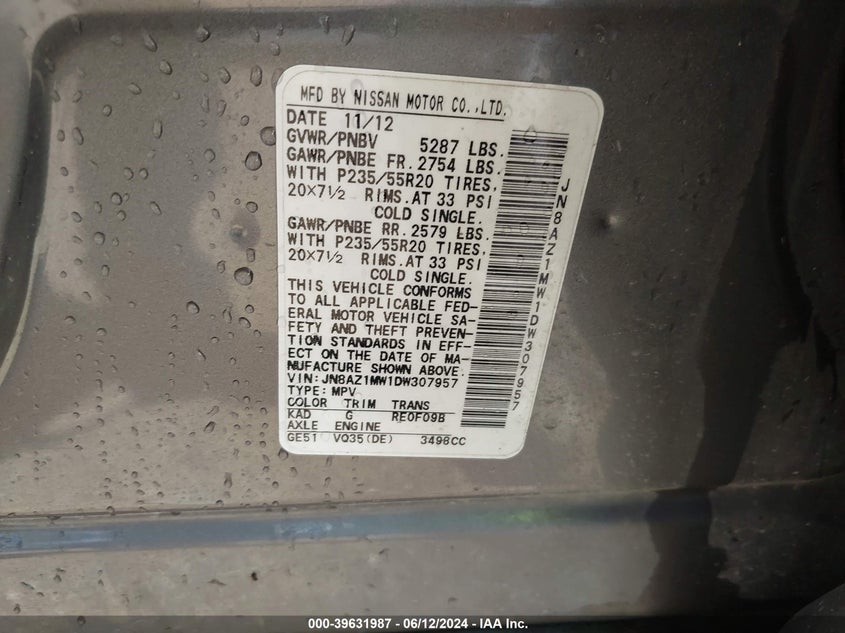 MFD BY NISSAN MOTOR CO.,LTD.
DATE 11/12
GVWR/PNBV 5287 LBS.
GAWR/PNBE FR. 2754 LBS.
WITH P235/55R20 TIRES,
20X7½ RIMS.AT 33 PSI
COLD SINGLE.
GAWR/PNBE RR. 2579 LBS.
WITH P235/55R20 TIRES,
20X7½ RIMS.AT 33 PSI
COLD SINGLE.
THIS VEHICLE CONFORMS
TO ALL APPLICABLE FED-
ERAL MOTOR VEHICLE SA-
FETY AND THEFT PREVEN-
TION STANDARDS IN EFF-
ECT ON THE DATE OF MA-
NUFACTURE SHOWN ABOVE.
VIN:JN8AZ1MW1DW307957
TYPE:MPV
COLOR TRIM TRANS
KAD G RE0F09B
AXLE ENGINE
GE51 VQ35(DE) 3498CC
JN8AZ1MW1DW307957
000-39631987 - 06/12/2024 - IAA Inc.